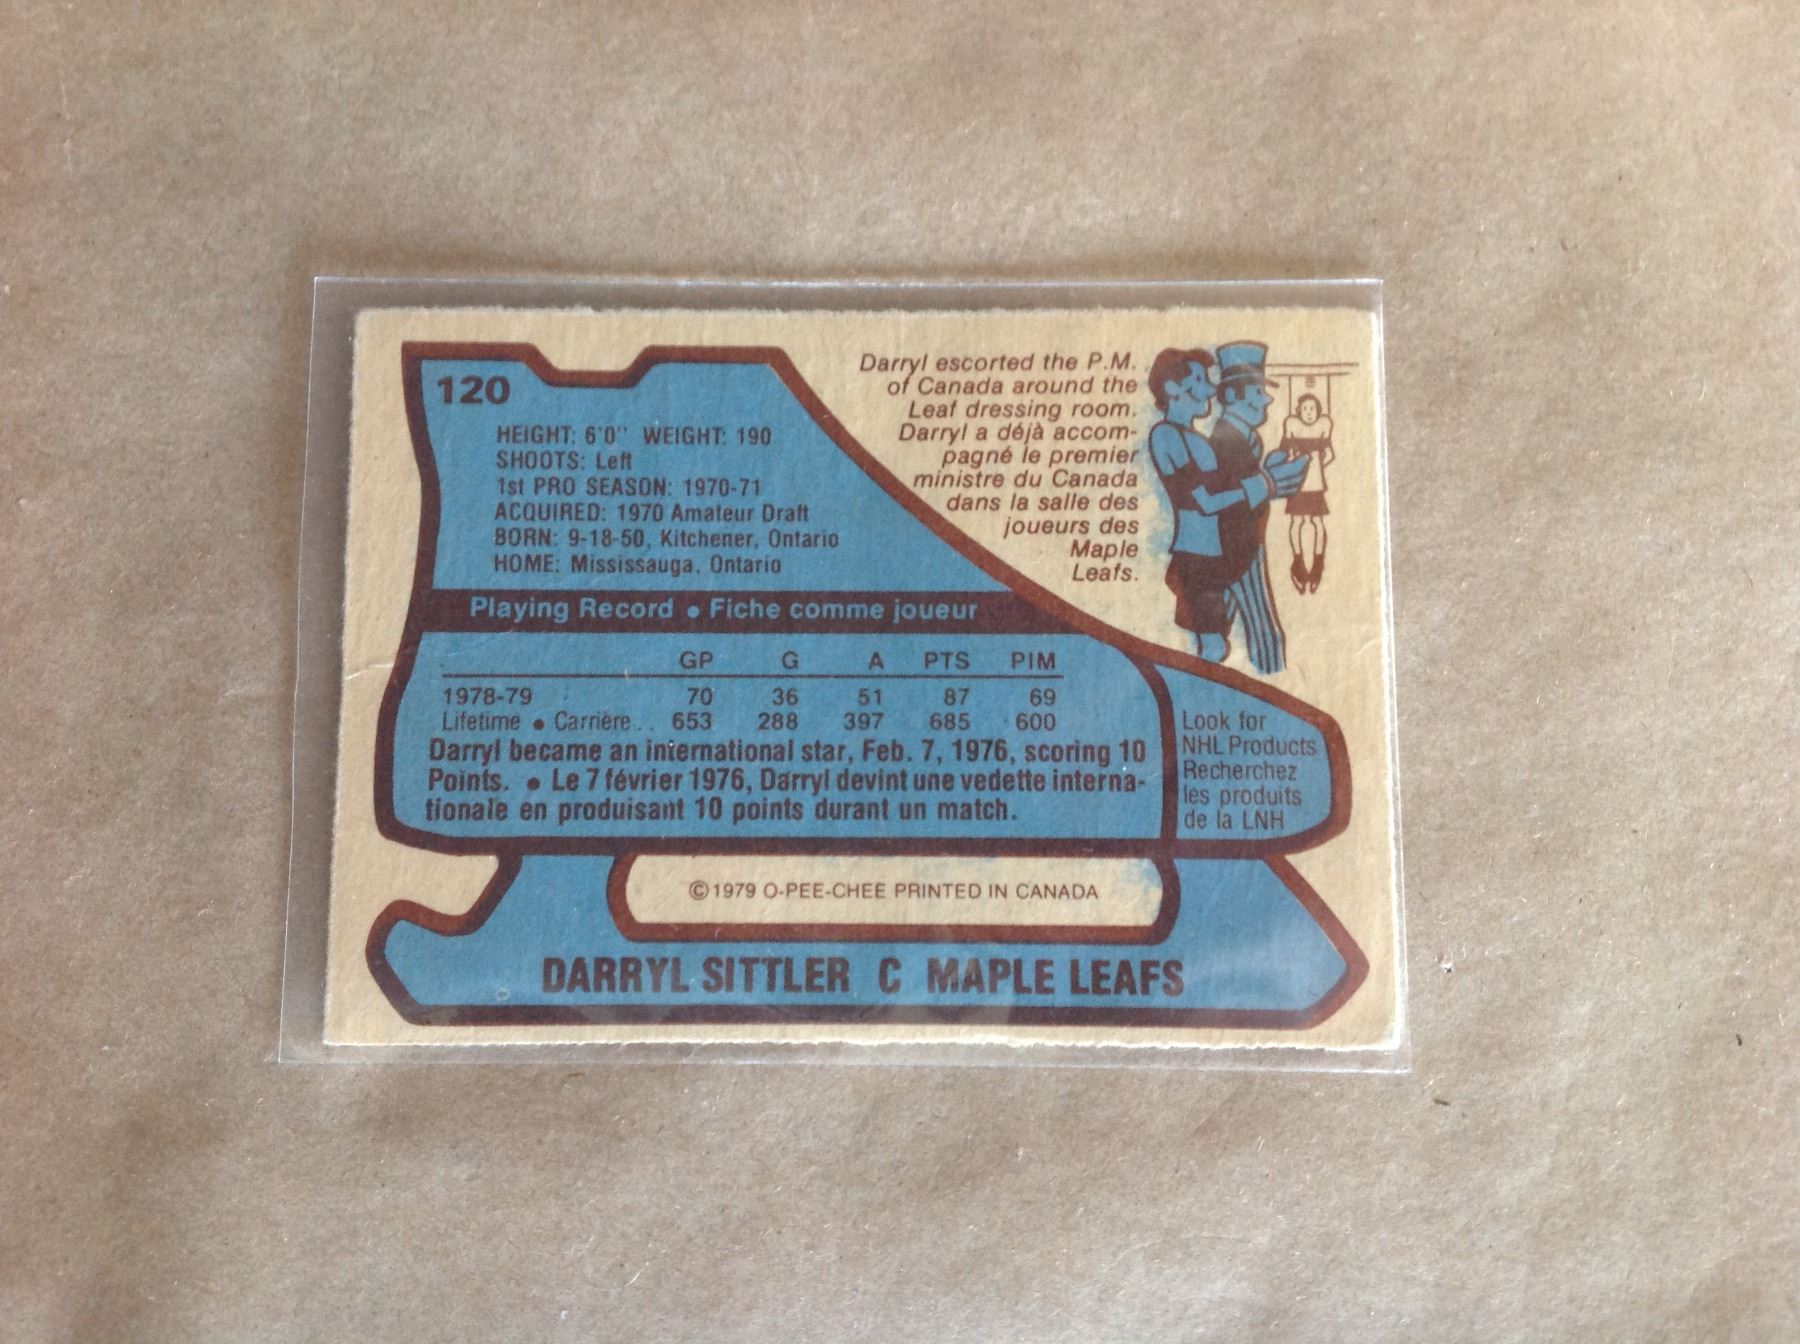 120
HEIGHT: 6'0" WEIGHT: 190
SHOOTS: Left
1st PRO SEASON: 1970-71
ACQUIRED: 1970 Amateur Draft
BORN: 9-18-50, Kitchener, Ontario
HOME: Mississauga, Ontario
Darryl escorted the P.M.
of Canada around the
Leaf dressing room.
Darryl a déjà accom-
pagné le premier
ministre du Canada
dans la salle des
joueurs des
Maple
Leafs.
Playing Record • Fiche comme joueur
GP G A PTS PIM
1978-79 70 36 51 87 69
Lifetime • Carrière.. 653 288 397 685 600
Darryl became an international star, Feb. 7, 1976, scoring 10
Points. • Le 7 février 1976, Darryl devint une vedette interna-
tionale en produisant 10 points durant un match.
Look for
NHL Products
Recherchez
les produits
de la LNH
© 1979 O-PEE-CHEE PRINTED IN CANADA
DARRYL SITTLER C MAPLE LEAFS